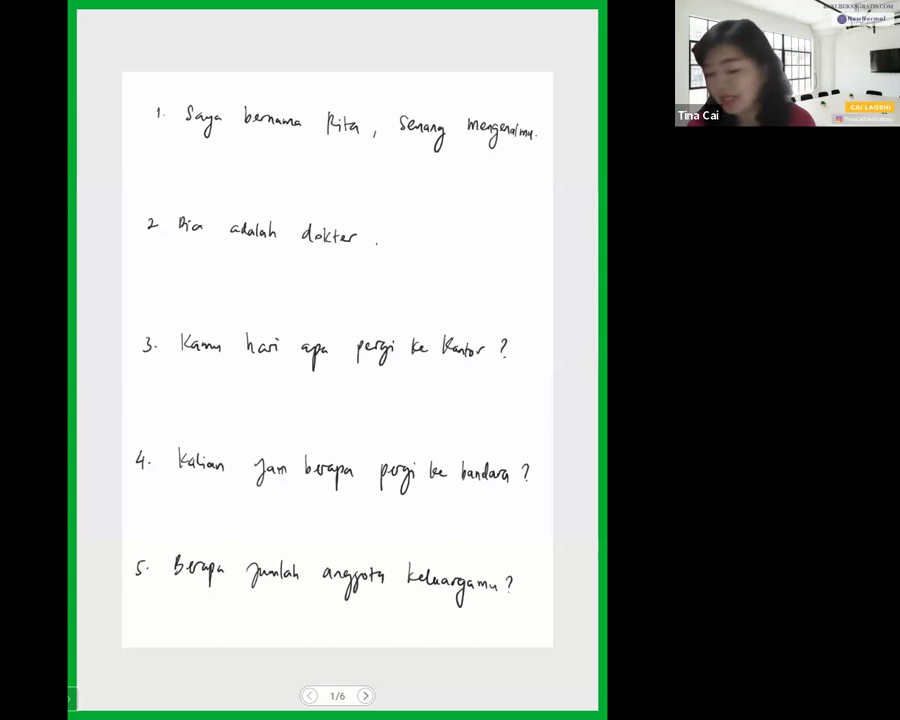 1. Saya bernama Rita, senang mengenalmu.
2 Dia adalah dokter.
3. Kamu hari apa pergi ke kantor?
4. Kalian jam berapa pergi ke bandara?
5. Berapa jumlah anggota keluargamu?
1/6
NewNormal
CAI LAOSHI
Tina Cai